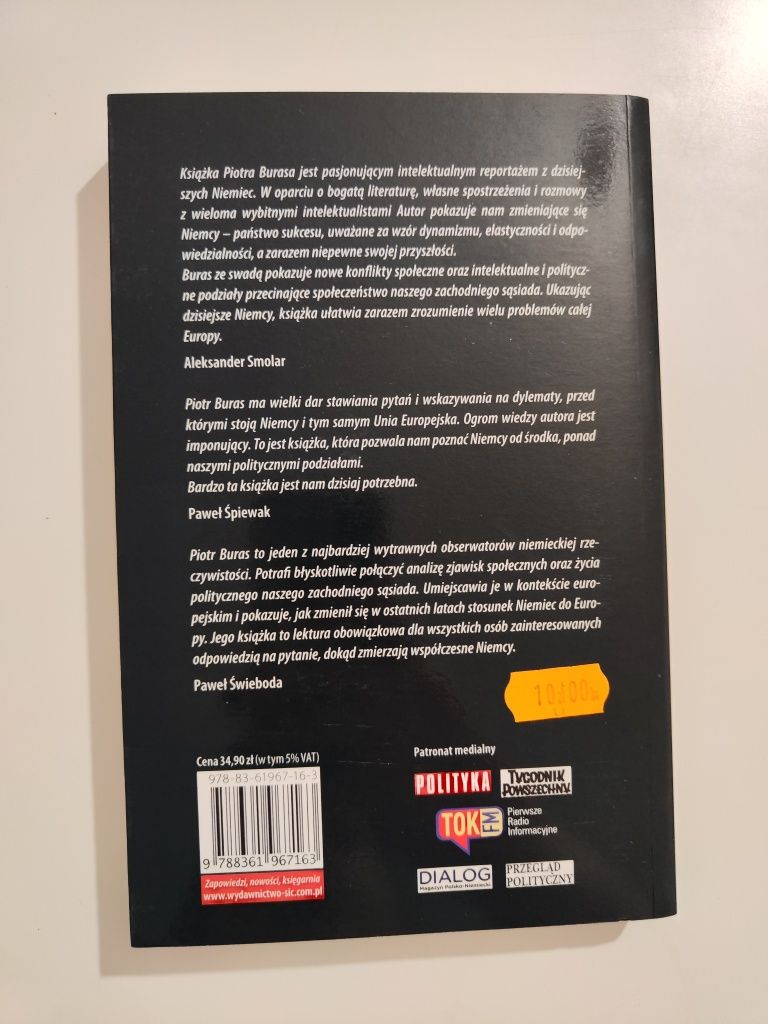 Książka Piotra Burasa jest pasjonującym intelektualnym reportażem z dzisiej-
szych Niemiec. W oparciu o bogatą literaturę, własne spostrzeżenia i rozmowy
z wieloma wybitnymi intelektualistami Autor pokazuje nam zmieniające się
Niemcy – państwo sukcesu, uważane za wzór dynamizmu, elastyczności i odpo-
wiedzialności, a zarazem niepewne swojej przyszłości.
Buras ze swadą pokazuje nowe konflikty społeczne oraz intelektualne i politycz-
ne podziały przecinające społeczeństwo naszego zachodniego sąsiada. Ukazując
dzisiejsze Niemcy, książka ułatwia zarazem zrozumienie wielu problemów całej
Europy.
Aleksander Smolar
Piotr Buras ma wielki dar stawiania pytań i wskazywania na dylematy, przed
którymi stoją Niemcy i tym samym Unia Europejska. Ogrom wiedzy autora jest
imponujący. To jest książka, która pozwala nam poznać Niemcy od środka, ponad
naszymi politycznymi podziałami.
Bardzo ta książka jest nam dzisiaj potrzebna.
Paweł Śpiewak
Piotr Buras to jeden z najbardziej wytrawnych obserwatorów niemieckiej rze-
czywistości. Potrafi błyskotliwie połączyć analizę zjawisk społecznych oraz życia
politycznego naszego zachodniego sąsiada. Umiejscawia je w kontekście euro-
pejskim i pokazuje, jak zmienił się w ostatnich latach stosunek Niemiec do Euro-
py. Jego książka to lektura obowiązkowa dla wszystkich osób zainteresowanych
odpowiedzią na pytanie, dokąd zmierzają współczesne Niemcy.
Paweł Świeboda
10,00
Cena 34,90 zł (w tym 5% VAT)
978-83-61967-16-3
9 788361 967163
Zapowiedzi, nowości, księgarnia
www.wydawnictwo-sic.com.pl
Patronat medialny
POLITYKA
TYGODNIK
POWSZECHNY
TOK FM
Pierwsze
Radio
Informacyjne
DIALOG
Magazyn Polsko-Niemiecki
PRZEGLĄD
POLITYCZNY